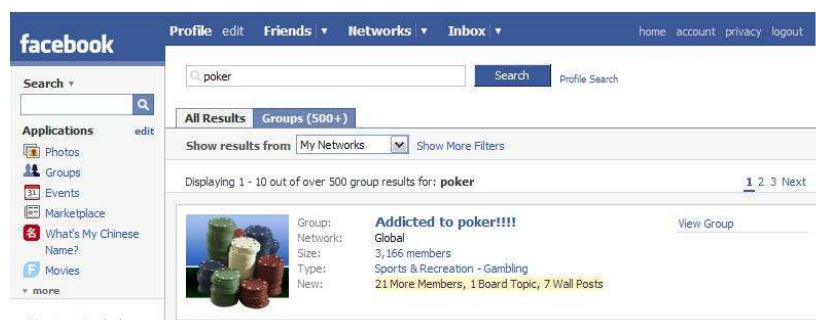 facebook
Profile edit Friends Networks Inbox
home account privacy logout
Search
Applications edit
Photos
Groups
31 Events
Marketplace
名 What's My Chinese
Name?
F Movies
more
poker
Search Profile Search
All Results Groups (500+)
Show results from My Networks Show More Filters
Displaying 1 - 10 out of over 500 group results for: poker
1 2 3 Next
Group: Addicted to poker!!!!
Network: Global
Size: 3,166 members
Type: Sports & Recreation - Gambling
New: 21 More Members, 1 Board Topic, 7 Wall Posts
View Group